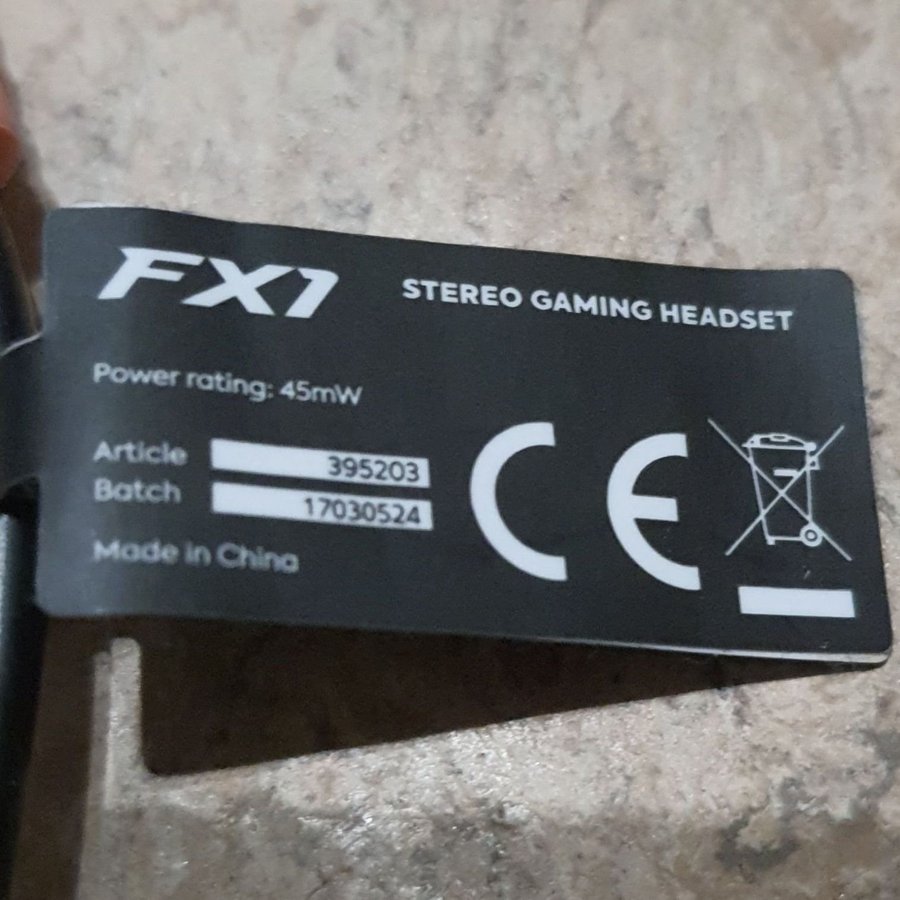 FX1
STEREO GAMING HEADSET
Power rating: 45mW
Article 395203
Batch 17030524
Made in China
CE